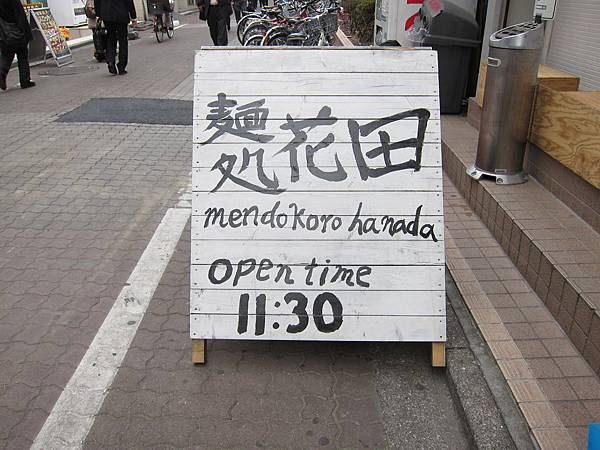 麺処花田
mendokoro hanada
open time
11:30